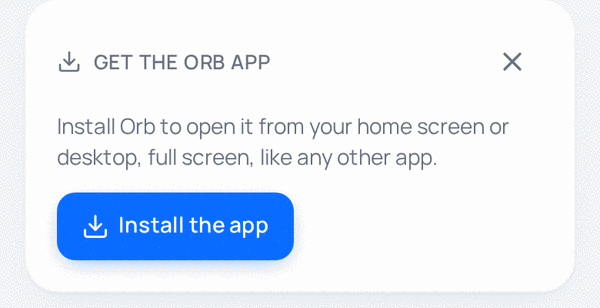 GET THE ORB APP
Install Orb to open it from your home screen or
desktop, full screen, like any other app.
Install the app